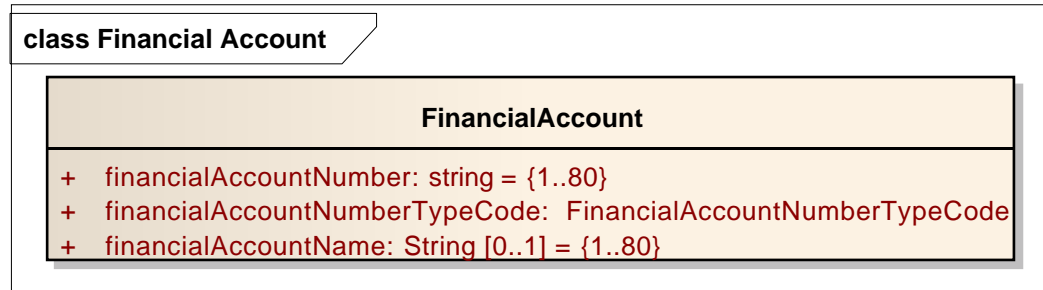 class Financial Account
FinancialAccount
+ financialAccountNumber: string = {1..80}
+ financialAccountNumberTypeCode: FinancialAccountNumberTypeCode
+ financialAccountName: String [0..1] = {1..80}